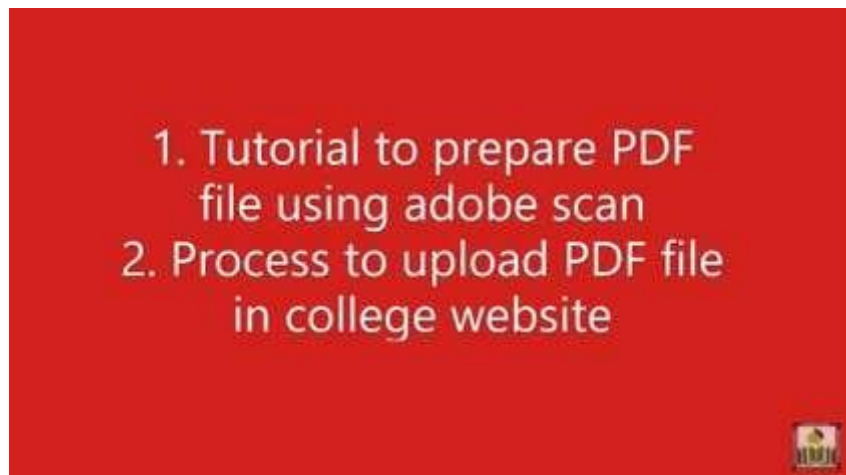 1. Tutorial to prepare PDF
file using adobe scan
2. Process to upload PDF file
in college website